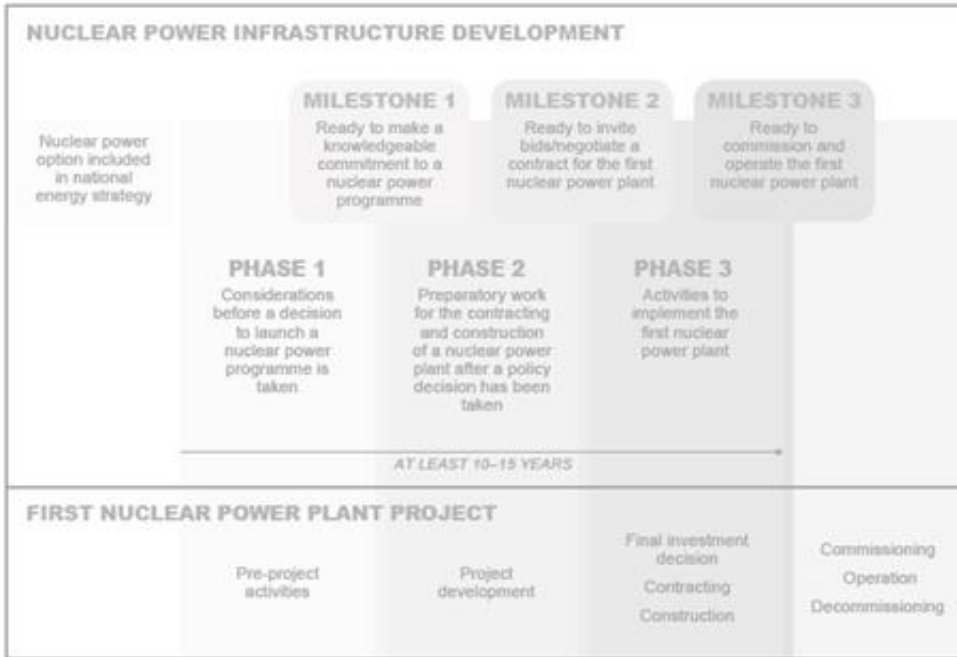 NUCLEAR POWER INFRASTRUCTURE DEVELOPMENT
Nuclear power
option included
in national
energy strategy
MILESTONE 1
Ready to make a
knowledgeable
commitment to a
nuclear power
programme
MILESTONE 2
Ready to invite
bids/negotiate a
contract for the first
nuclear power plant
MILESTONE 3
Ready to
commission and
operate the first
nuclear power plant
PHASE 1
Considerations
before a decision
to launch a
nuclear power
programme is
taken
PHASE 2
Preparatory work
for the contracting
and construction
of a nuclear power
plant after a policy
decision has been
taken
PHASE 3
Activities to
implement the
first nuclear
power plant
AT LEAST 10–15 YEARS
FIRST NUCLEAR POWER PLANT PROJECT
Pre-project
activities
Project
development
Final investment
decision
Contracting
Construction
Commissioning
Operation
Decommissioning